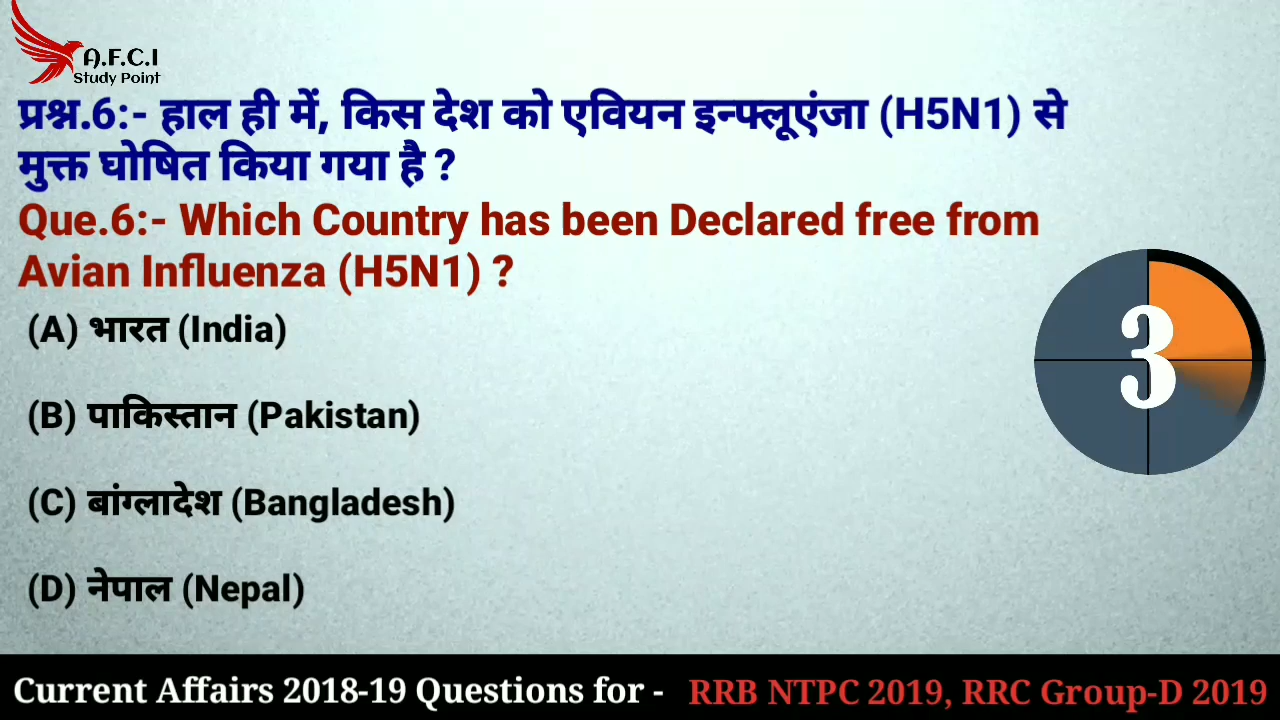 A.F.C.I
Study Point
प्रश्न.6:- हाल ही में, किस देश को एवियन इन्फ्लूएंजा (H5N1) से
मुक्त घोषित किया गया है ?
Que.6:- Which Country has been Declared free from
Avian Influenza (H5N1) ?
(A) भारत (India)
3
(B) पाकिस्तान (Pakistan)
(C) बांग्लादेश (Bangladesh)
(D) नेपाल (Nepal)
Current Affairs 2018-19 Questions for - RRB NTPC 2019, RRC Group-D 2019